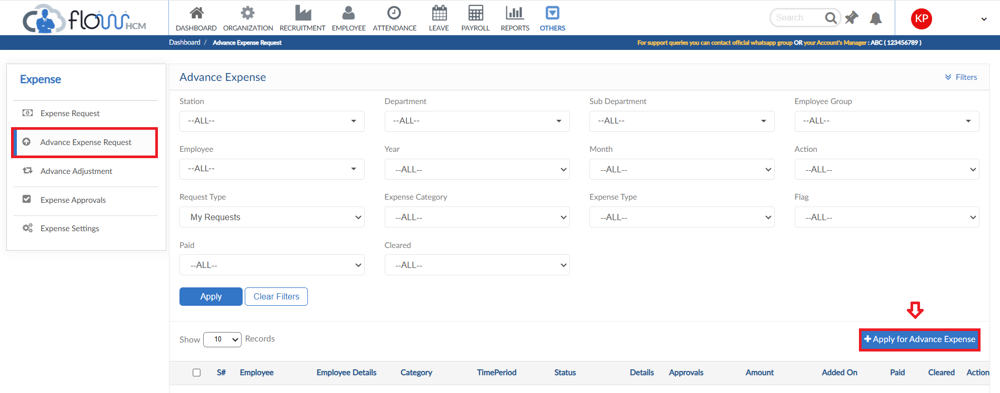 flowHCM
DASHBOARD ORGANIZATION RECRUITMENT EMPLOYEE ATTENDANCE LEAVE PAYROLL REPORTS OTHERS
Search
KP
Dashboard / Advance Expense Request
For support queries you can contact official whatsapp group OR your Account's Manager : ABC ( 123456789 )
Expense
Expense Request
Advance Expense Request
Advance Adjustment
Expense Approvals
Expense Settings
Advance Expense
Filters
Station Department Sub Department Employee Group
--ALL-- --ALL-- --ALL-- --ALL--
Employee Year Month Action
--ALL-- --ALL-- --ALL-- --ALL--
Request Type Expense Category Expense Type Flag
My Requests --ALL-- --ALL-- --ALL--
Paid Cleared
--ALL-- --ALL--
Apply Clear Filters
Show 10 Records
+ Apply for Advance Expense
S# Employee Employee Details Category TimePeriod Status Details Approvals Amount Added On Paid Cleared Action